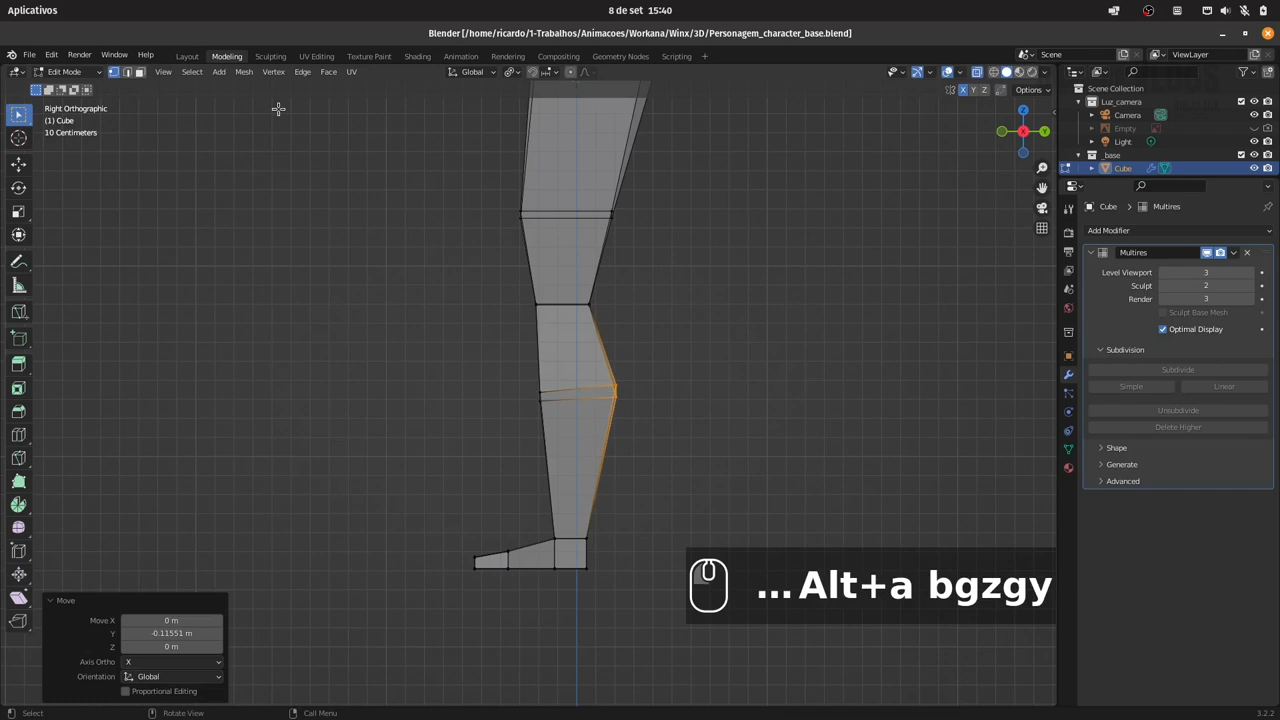 Aplicativos
8 de set 15:40
Blender [/home/ricardo/1-Trabalhos/Animacoes/Workana/Winx/3D/Personagem_character_base.blend]
File Edit Render Window Help Layout Modeling Sculpting UV Editing Texture Paint Shading Animation Rendering Compositing Geometry Nodes Scripting + Scene ViewLayer
Edit Mode View Select Add Mesh Vertex Edge Face UV Global
X Y Z Options
Right Orthographic
(1) Cube
10 Centimeters
Scene Collection
Luz_camera
Camera
Empty
Light
_base
Cube
Cube Multires
Add Modifier
Multires
Level Viewport 3
Sculpt 2
Render 3
Sculpt Base Mesh
Optimal Display
Subdivision
Subdivide
Simple Linear
Unsubdivide
Delete Higher
Shape
Generate
Advanced
...Alt+a bgzgy
Move
Move X 0 m
Y -0.11551 m
Z 0 m
Axis Ortho X
Orientation Global
Proportional Editing
Select Rotate View Call Menu 3.2.2